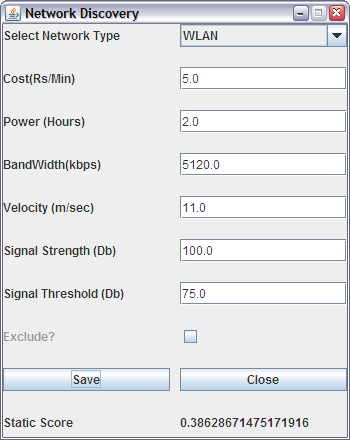 Network Discovery
Select Network Type WLAN
Cost(Rs/Min) 5.0
Power (Hours) 2.0
BandWidth(kbps) 5120.0
Velocity (m/sec) 11.0
Signal Strength (Db) 100.0
Signal Threshold (Db) 75.0
Exclude?
Save Close
Static Score 0.38628671475171916